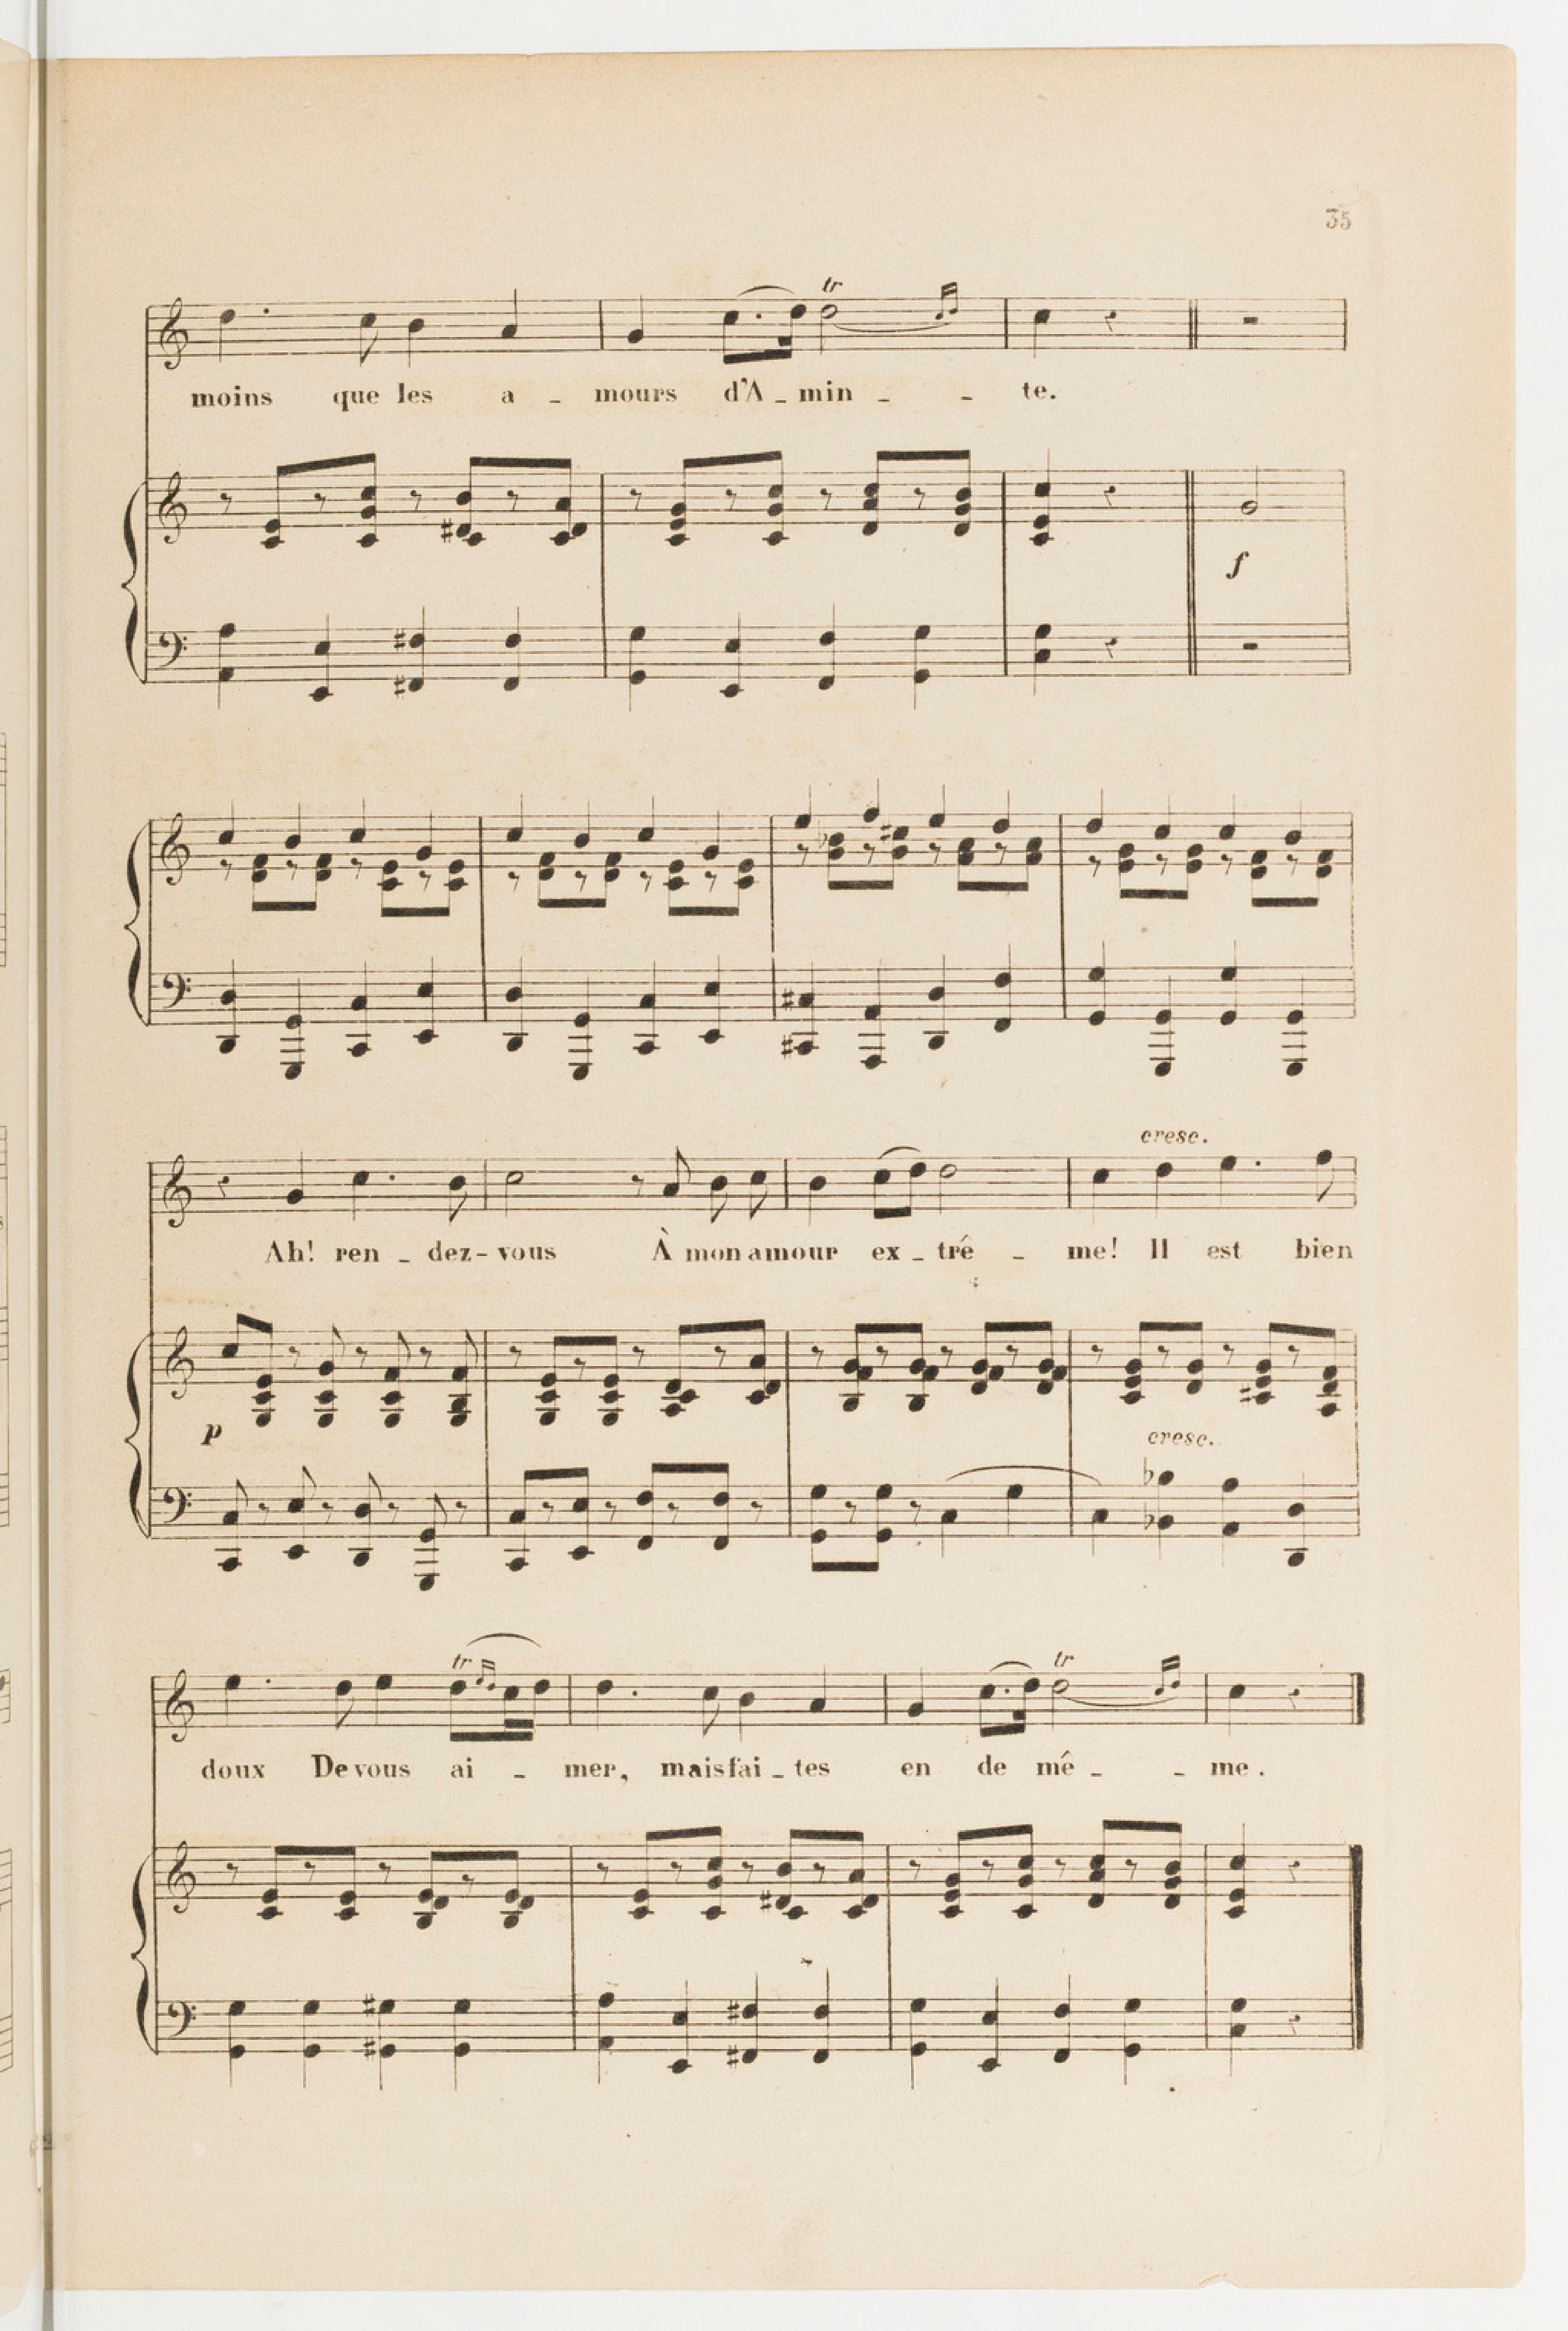 35
tr
moins que les a _ mours d'A _ min _ _ te.
f
cresc.
Ah! ren _ dez - vous À mon amour ex _ tré _ me! Il est bien
p
cresc.
tr tr
doux De vous ai _ mer, mais fai _ tes en de mé _ _ me.